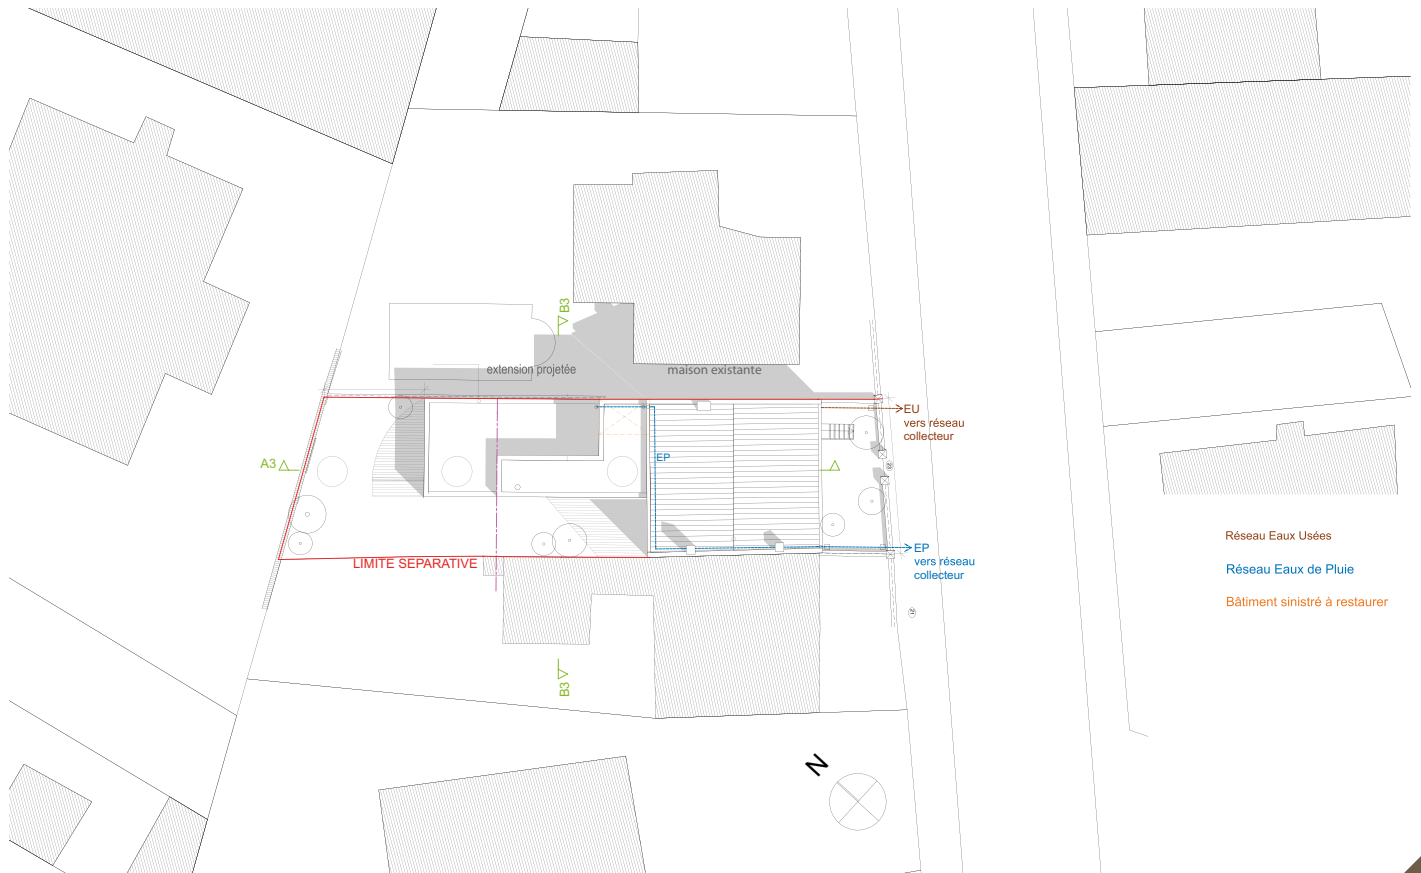 B3
extension projetée
maison existante
EU
vers réseau
collecteur
A3
EP
EP
vers réseau
collecteur
LIMITE SEPARATIVE
Réseau Eaux Usées
Réseau Eaux de Pluie
Bâtiment sinistré à restaurer
B3
N